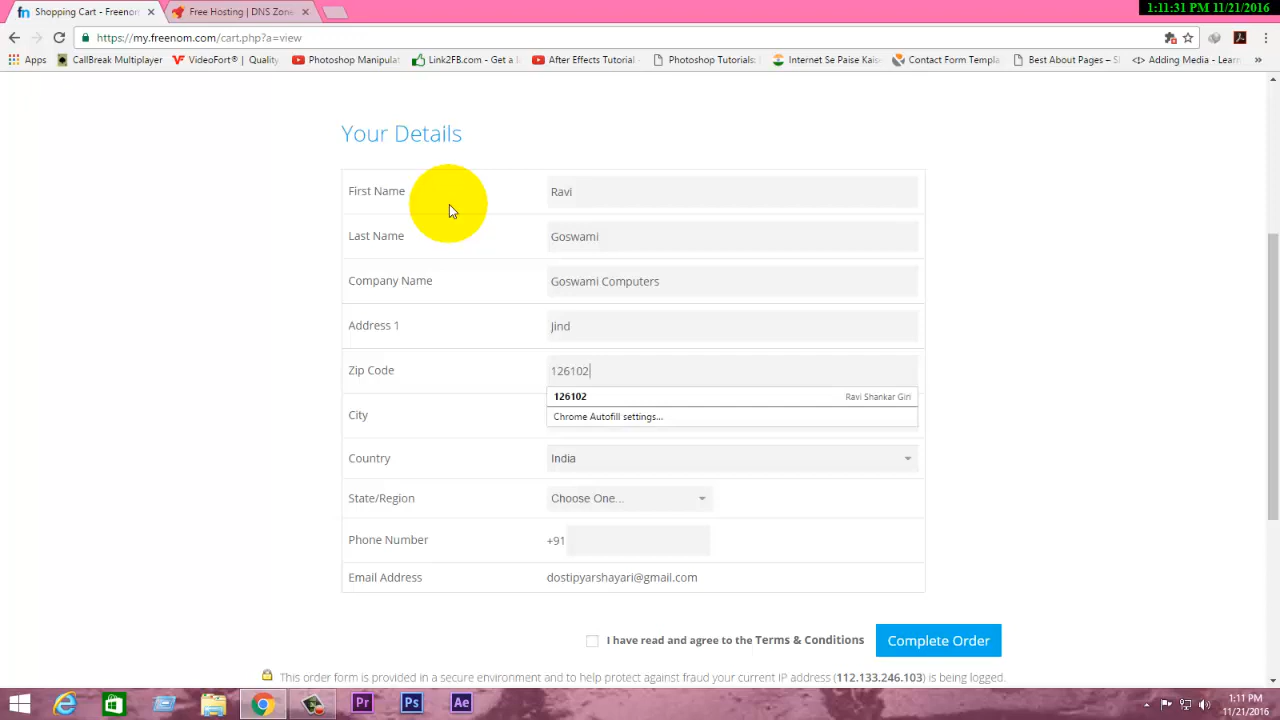 1:11:31 PM 11/21/2016
Shopping Cart - Freenom
Free Hosting | DNS Zone
https://my.freenom.com/cart.php?a=view
Apps CallBreak Multiplayer VideoFort® | Quality Photoshop Manipulat Link2FB.com - Get a After Effects Tutorial Photoshop Tutorials: Internet Se Paise Kais Contact Form Templa Best About Pages – Adding Media - Learn »
Your Details
First Name Ravi
Last Name Goswami
Company Name Goswami Computers
Address 1 Jind
Zip Code 126102
126102 Ravi Shankar Giri
Chrome Autofill settings...
City
Country India
State/Region Choose One...
Phone Number +91
Email Address dostipyarshayari@gmail.com
I have read and agree to the Terms & Conditions Complete Order
This order form is provided in a secure environment and to help protect against fraud your current IP address (112.133.246.103) is being logged.
Pr Ps Ae
1:11 PM
11/21/2016